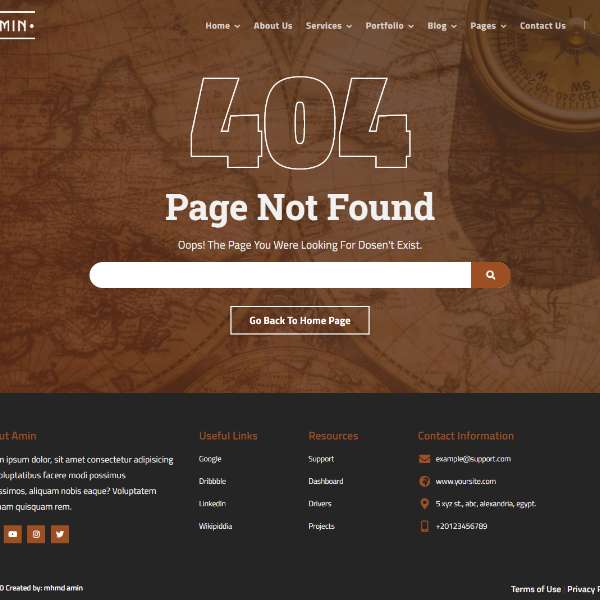 MIN
Home About Us Services Portfolio Blog Pages Contact Us
404
Page Not Found
Oops! The Page You Were Looking For Dosen't Exist.
Go Back To Home Page
ut Amin
m ipsum dolor, sit amet consectetur adipisicing
oluptatibus facere modi possimus
issimos, aliquam nobis eaque? Voluptatem
nam quisquam rem.
Useful Links
Google
Dribbble
LinkedIn
Wikipiddia
Resources
Support
Dashboard
Drivers
Projects
Contact Information
example@support.com
www.yoursite.com
5 xyz st., abc, alexandria, egypt.
+20123456789
0 Created by: mhmd amin
Terms of Use | Privacy P